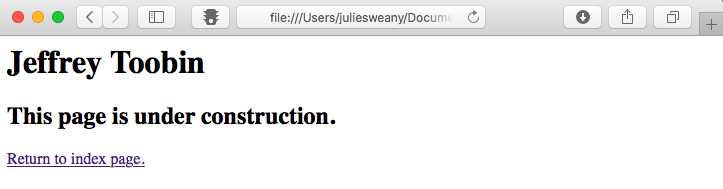 file:///Users/juliesweany/Docume
Jeffrey Toobin
This page is under construction.
Return to index page.